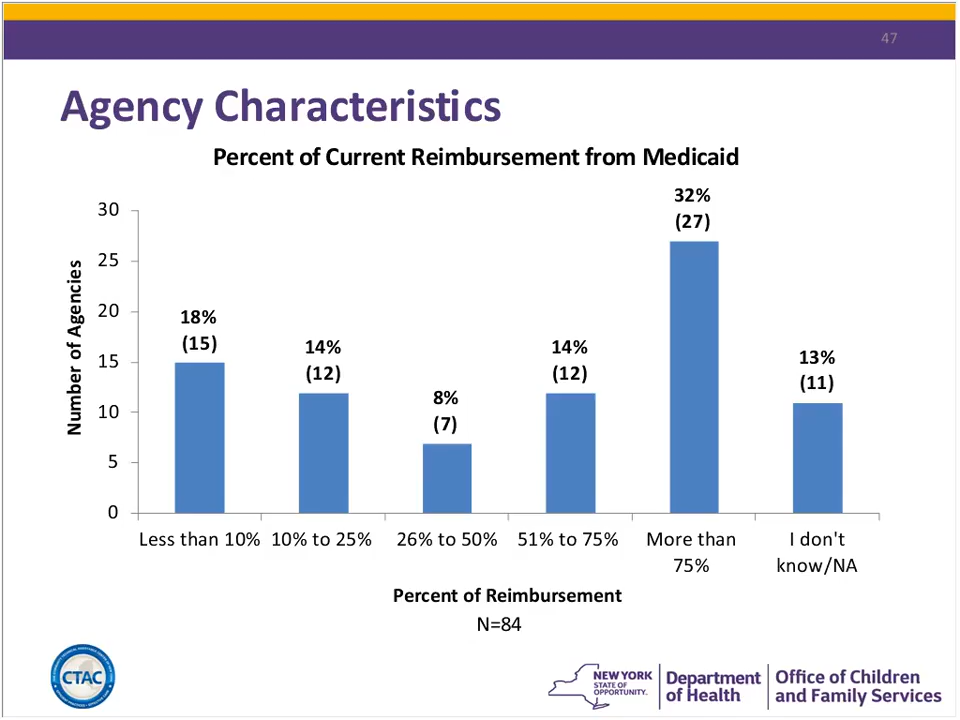 47
Agency Characteristics
Percent of Current Reimbursement from Medicaid
32%
(27)
30
25
20
15
10
5
0
Number of Agencies
18%
(15)
14%
(12)
8%
(7)
14%
(12)
13%
(11)
Less than 10% 10% to 25% 26% to 50% 51% to 75% More than 75% I don't know/NA
Percent of Reimbursement
N=84
CTAC
NEW YORK
STATE OF
OPPORTUNITY.
Department
of Health
Office of Children
and Family Services